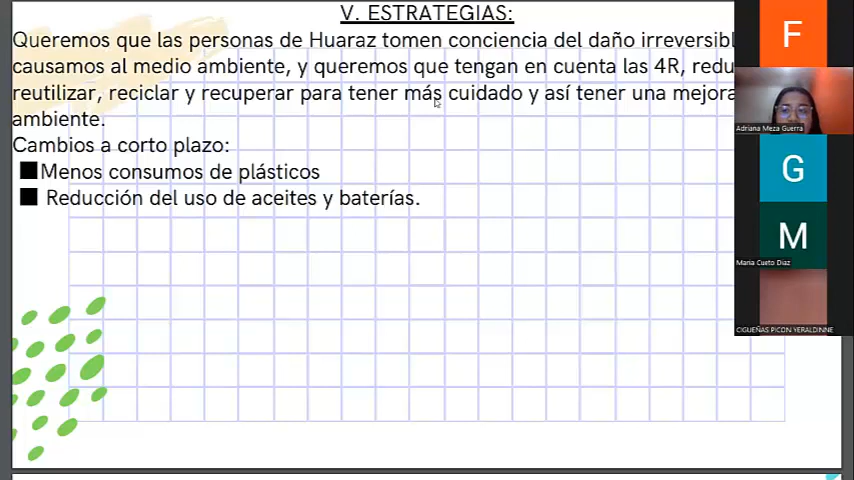 V. ESTRATEGIAS:
Queremos que las personas de Huaraz tomen conciencia del daño
causamos al medio ambiente, y queremos que tengan en cuenta las 4R,
reutilizar, reciclar y recuperar para tener más cuidado y así tener una mejora
ambiente.
Cambios a corto plazo:
Menos consumos de plásticos
Reducción del uso de aceites y baterías.
F
Adriana Meza Guerra
G
M
Maria Cueto Diaz
CIGUEÑAS PICON YERALDINNE